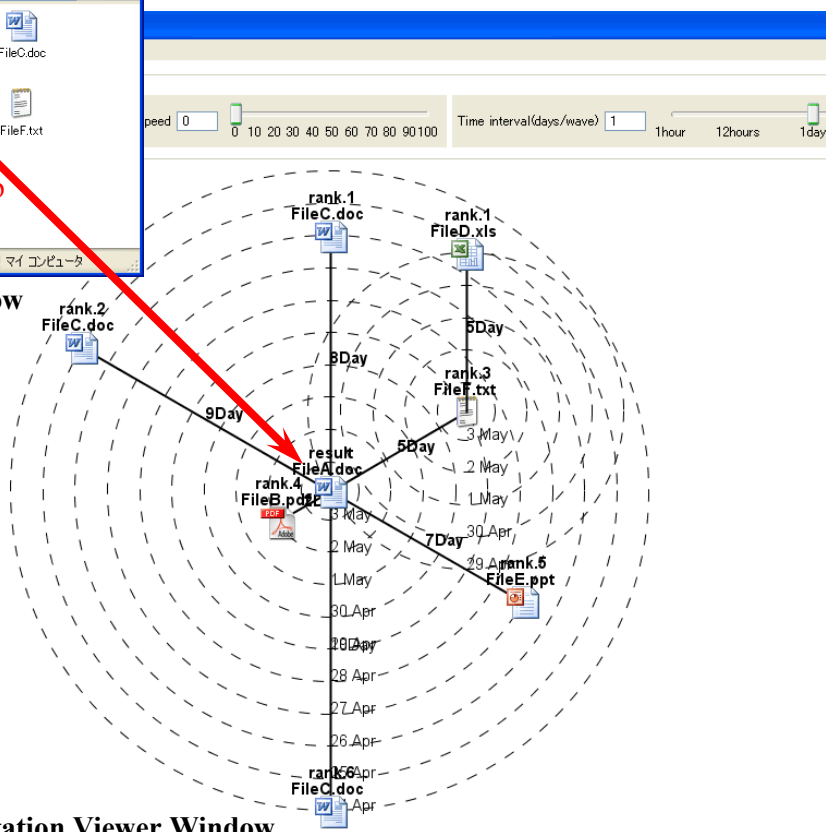 FileC.doc
FileF.txt
マイ コンピュータ
peed 0
0 10 20 30 40 50 60 70 80 90 100
Time interval(days/wave) 1
1hour 12hours 1day
rank.1
FileC.doc
rank.1
FileD.xls
rank.2
FileC.doc
5Day
8Day
rank.3
FileF.txt
9Day
3 May
5Day
result
FileA.doc
2 May
rank.4
FileB.pdf
1 May
3 May
30 Apr
7Day
2 May
29 Apr
rank.5
FileE.ppt
PDF
Adobe
1 May
30 Apr
28 Apr
27 Apr
26 Apr
rank.6
FileC.doc
Apr
tation Viewer Window